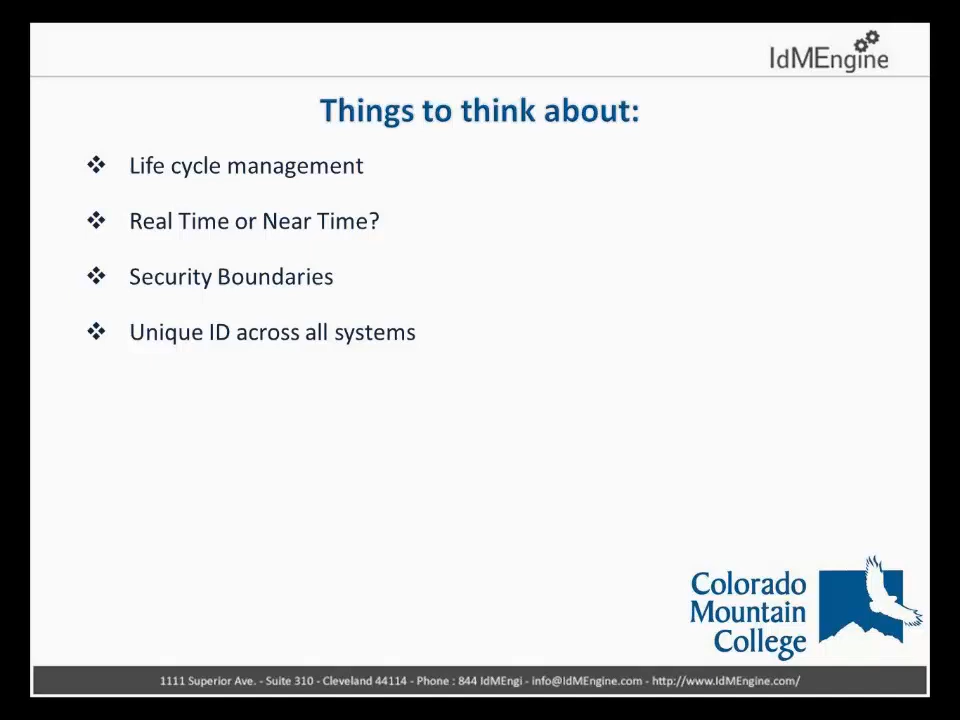 IdMEngine
Things to think about:
❖ Life cycle management
❖ Real Time or Near Time?
❖ Security Boundaries
❖ Unique ID across all systems
Colorado
Mountain
College
1111 Superior Ave. - Suite 310 - Cleveland 44114 - Phone : 844 IdMEngi - info@IdMEngine.com - http://www.IdMEngine.com/